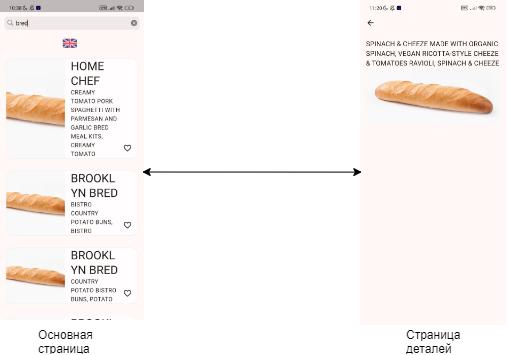 10:38
bred
HOME
CHEF
CREAMY
TOMATO PORK
SPAGHETTI WITH
PARMESAN AND
GARLIC BRED
MEAL KITS,
CREAMY
TOMATO
BROOKL
YN BRED
BISTRO
COUNTRY
POTATO BUNS,
BISTRO
BROOKL
YN BRED
COUNTRY
POTATO BISTRO
BUNS, POTATO
Основная
страница
11:20
SPINACH & CHEEZE MADE WITH ORGANIC
SPINACH, VEGAN RICOTTA-STYLE CHEEZE
& TOMATOES RAVIOLI, SPINACH & CHEEZE
Страница
деталей